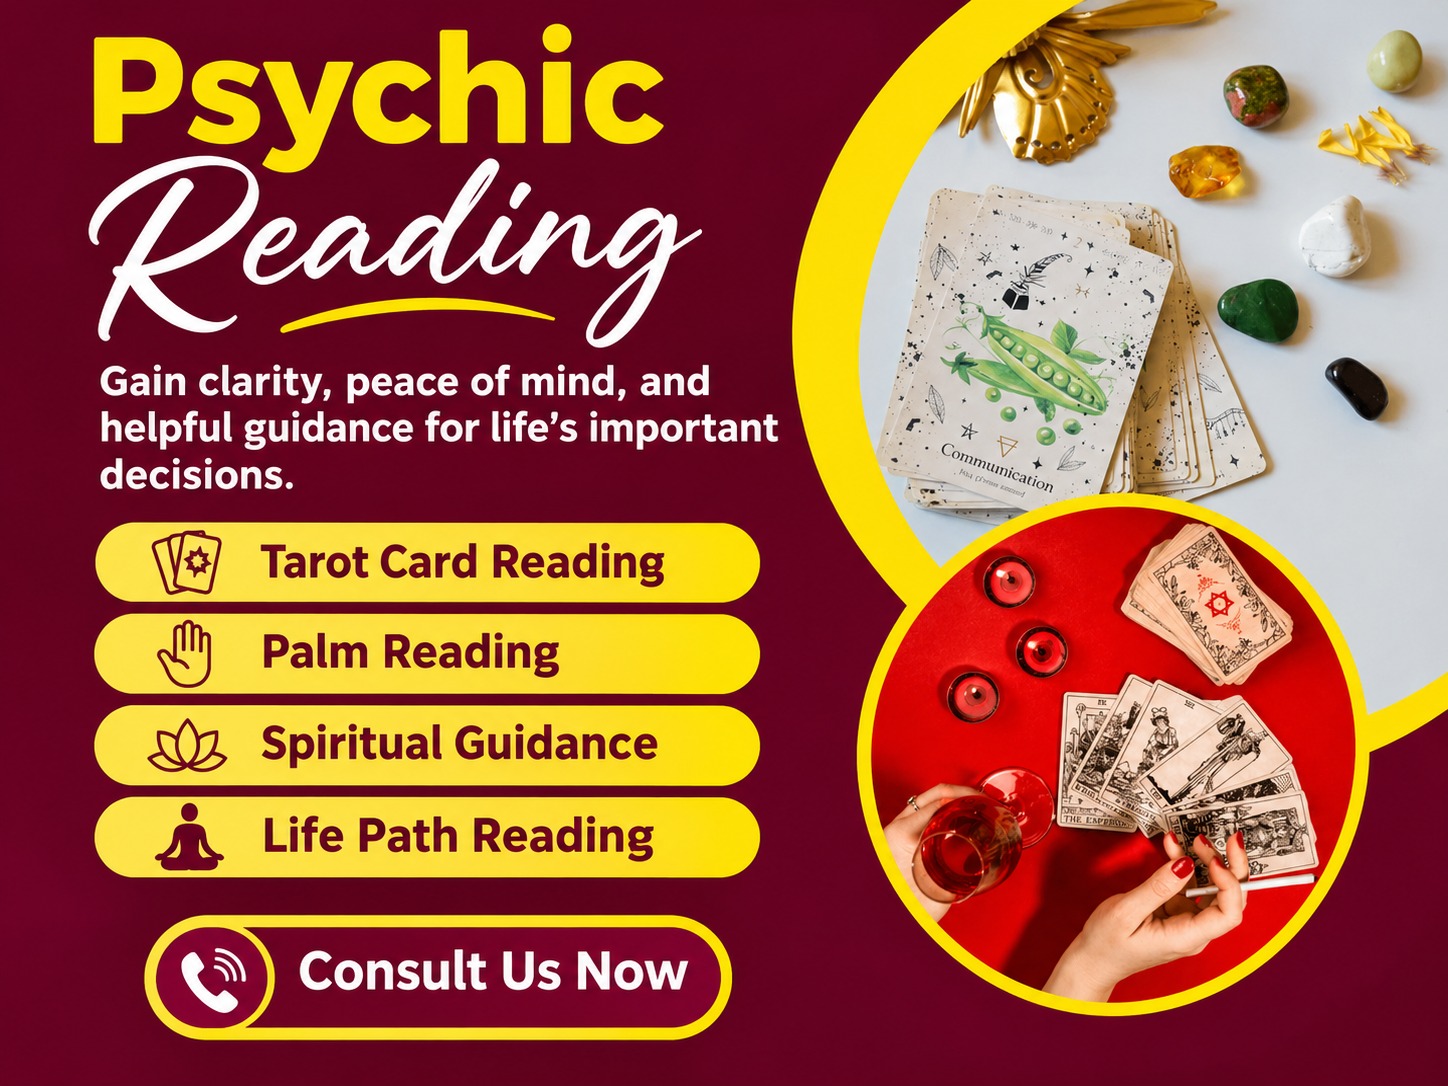 Psychic
Reading
Gain clarity, peace of mind, and
helpful guidance for life's important
decisions.
Tarot Card Reading
Palm Reading
Spiritual Guidance
Life Path Reading
Consult Us Now
Communication